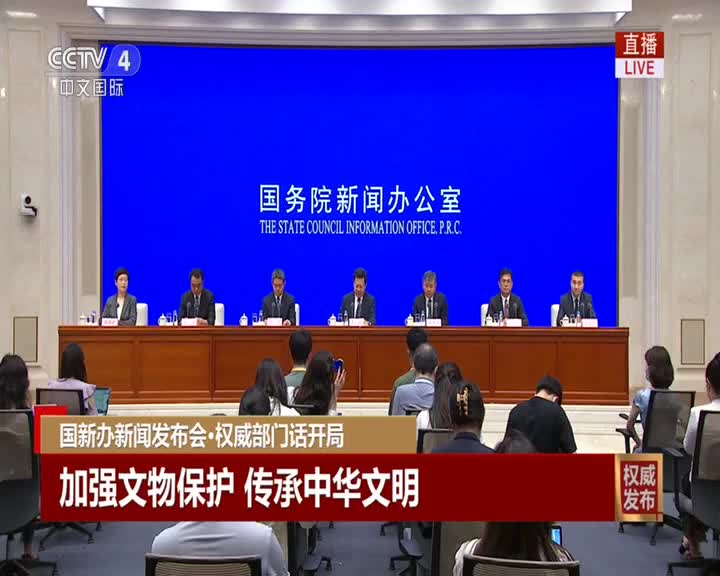 CCTV 4
中文国际
直播
LIVE
国务院新闻办公室
THE STATE COUNCIL INFORMATION OFFICE, P.R.C.
国新办新闻发布会·权威部门话开局
加强文物保护 传承中华文明
权威
发布